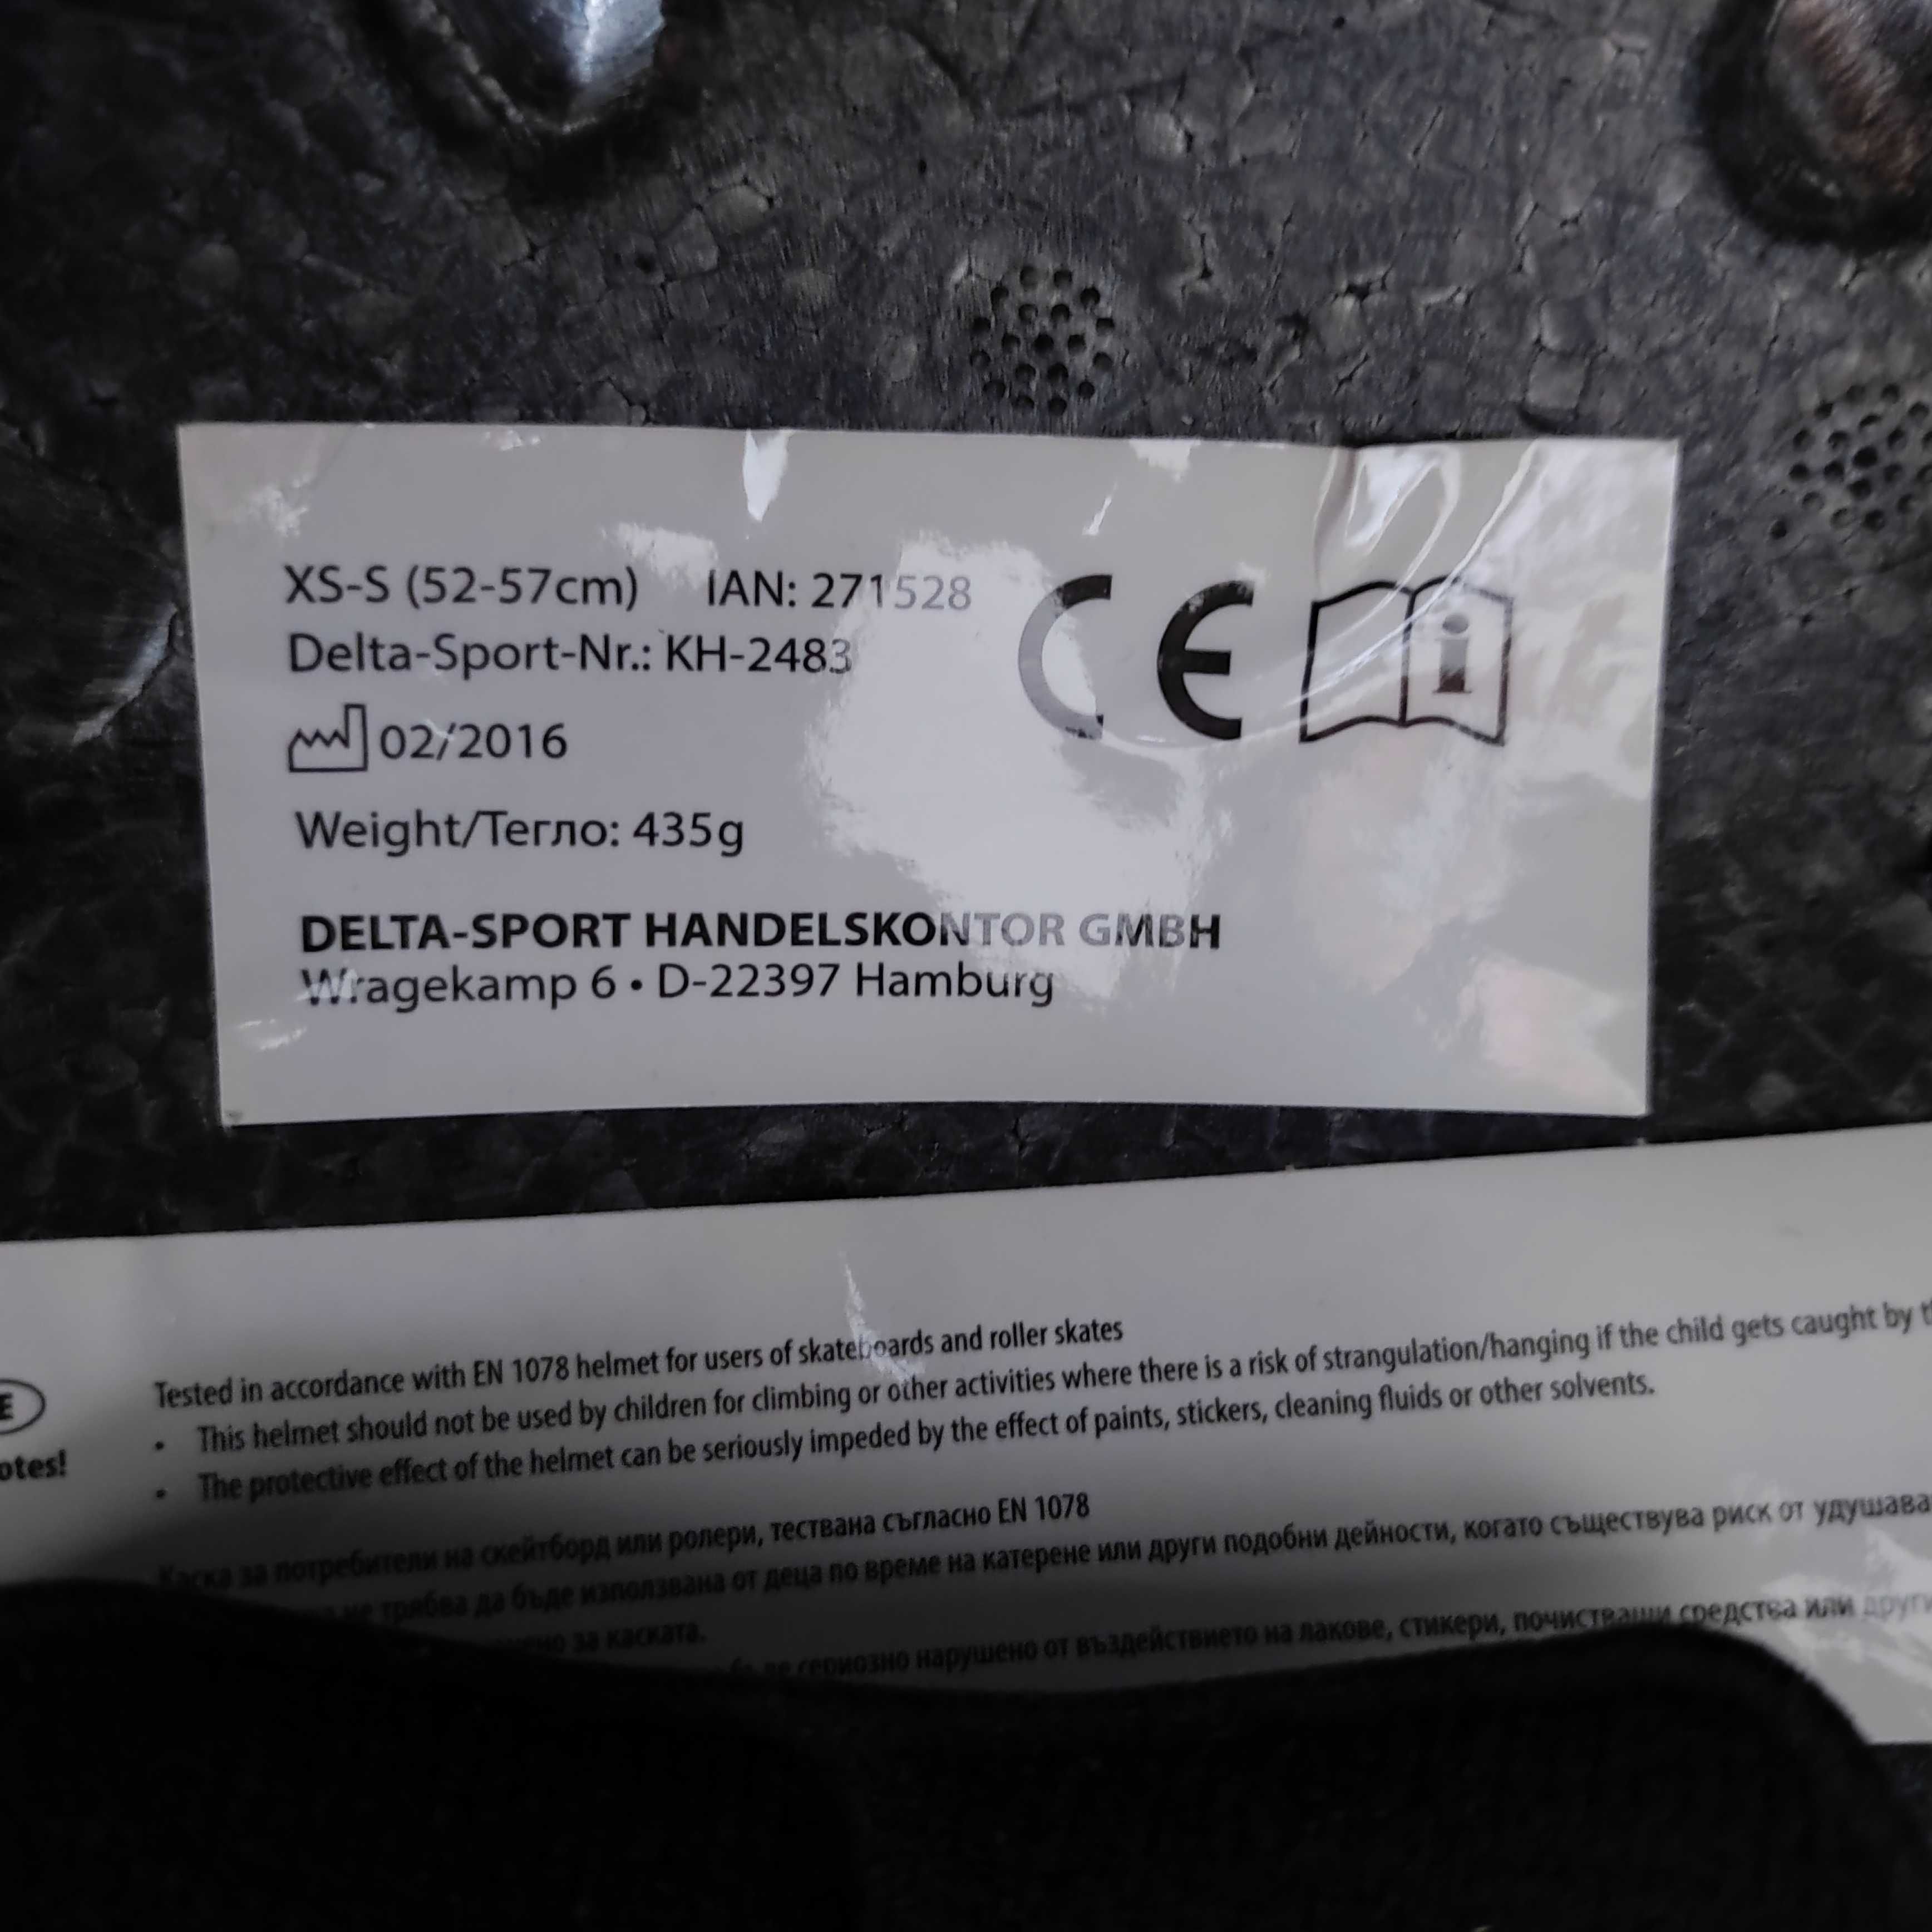 XS-S (52-57cm) IAN: 271528
Delta-Sport-Nr.: KH-2483
02/2016
Weight/Тегло: 435g
DELTA-SPORT HANDELSKONTOR GMBH
Wragekamp 6 • D-22397 Hamburg
CE
i
Tested in accordance with EN 1078 helmet for users of skateboards and roller skates
• This helmet should not be used by children for climbing or other activities where there is a risk of strangulation/hanging if the child gets caught by
• The protective effect of the helmet can be seriously impeded by the effect of paints, stickers, cleaning fluids or other solvents.
otes!
Каска за потребители на скейтборд или ролери, тествана съгласно EN 1078
не трябва да бъде използвана от деца по време на катерене или други подобни дейности, когато съществува риск от удушава
за каската.
сериозно нарушено от въздействието на лакове, стикери, почистващи средства или други